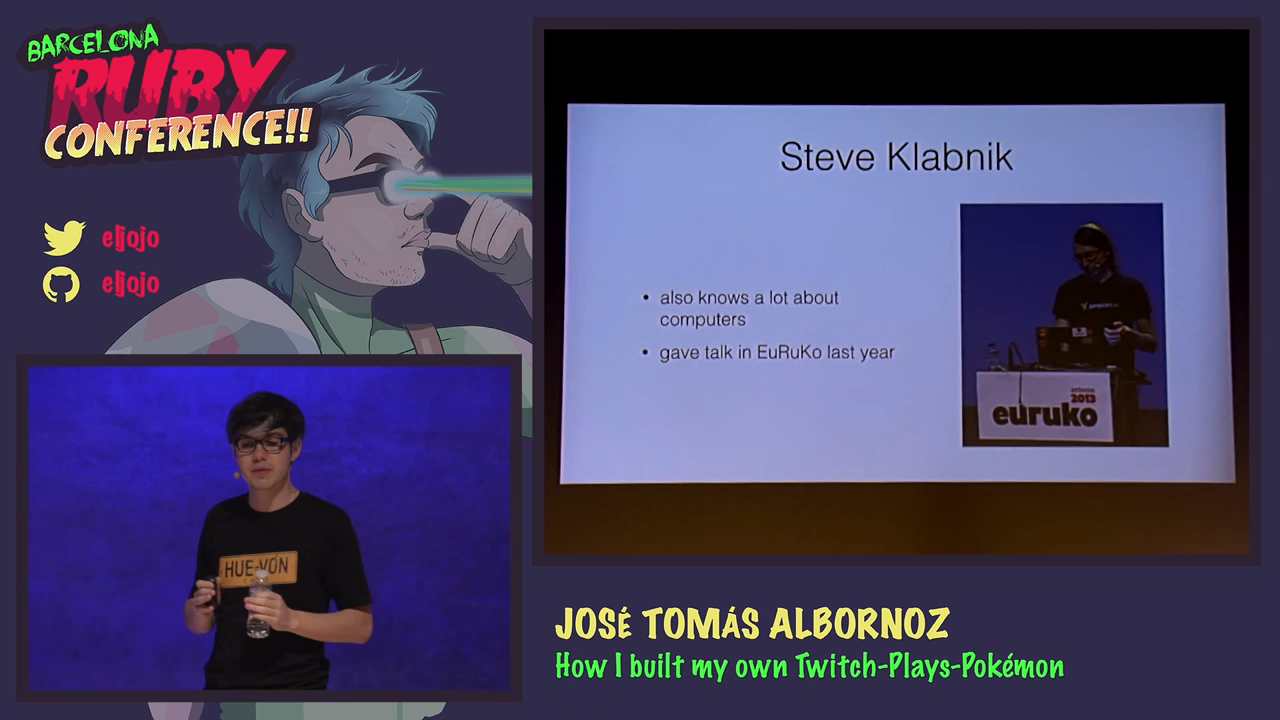 BARCELONA
RUBY
CONFERENCE!!
eljojo
eljojo
Steve Klabnik
• also knows a lot about
computers
• gave talk in EuRuKo last year
2013
euruko
HUE-VÓN
JOSÉ TOMÁS ALBORNOZ
How I built my own Twitch-Plays-Pokémon